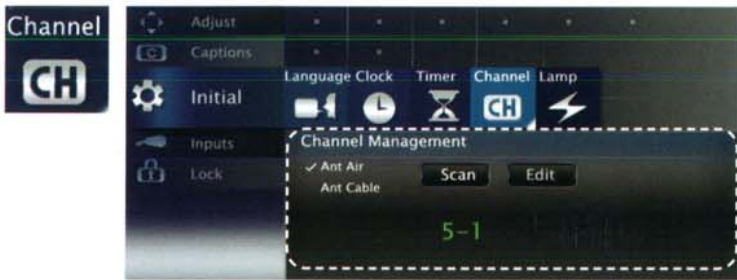 Channel
CH
Adjust
C
Captions
Initial
Language Clock Timer Channel Lamp
CH
Inputs
Lock
Channel Management
✓ Ant Air
Ant Cable
Scan Edit
5-1